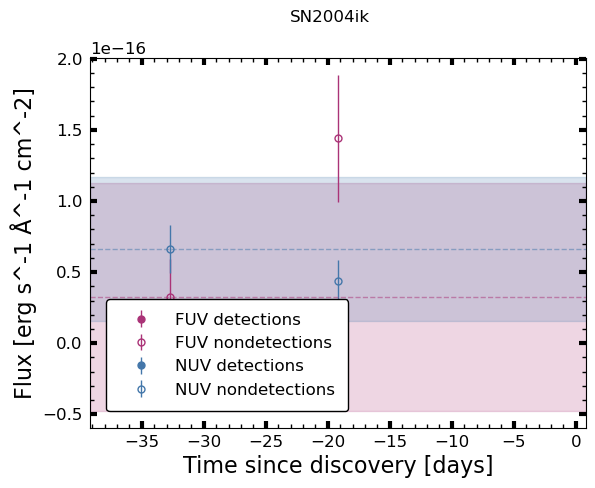 SN2004ik
1e−16
2.0
1.5
1.0
0.5
0.0
−0.5
Flux [erg s^-1 Å^-1 cm^-2]
FUV detections
FUV nondetections
NUV detections
NUV nondetections
−35 −30 −25 −20 −15 −10 −5 0
Time since discovery [days]